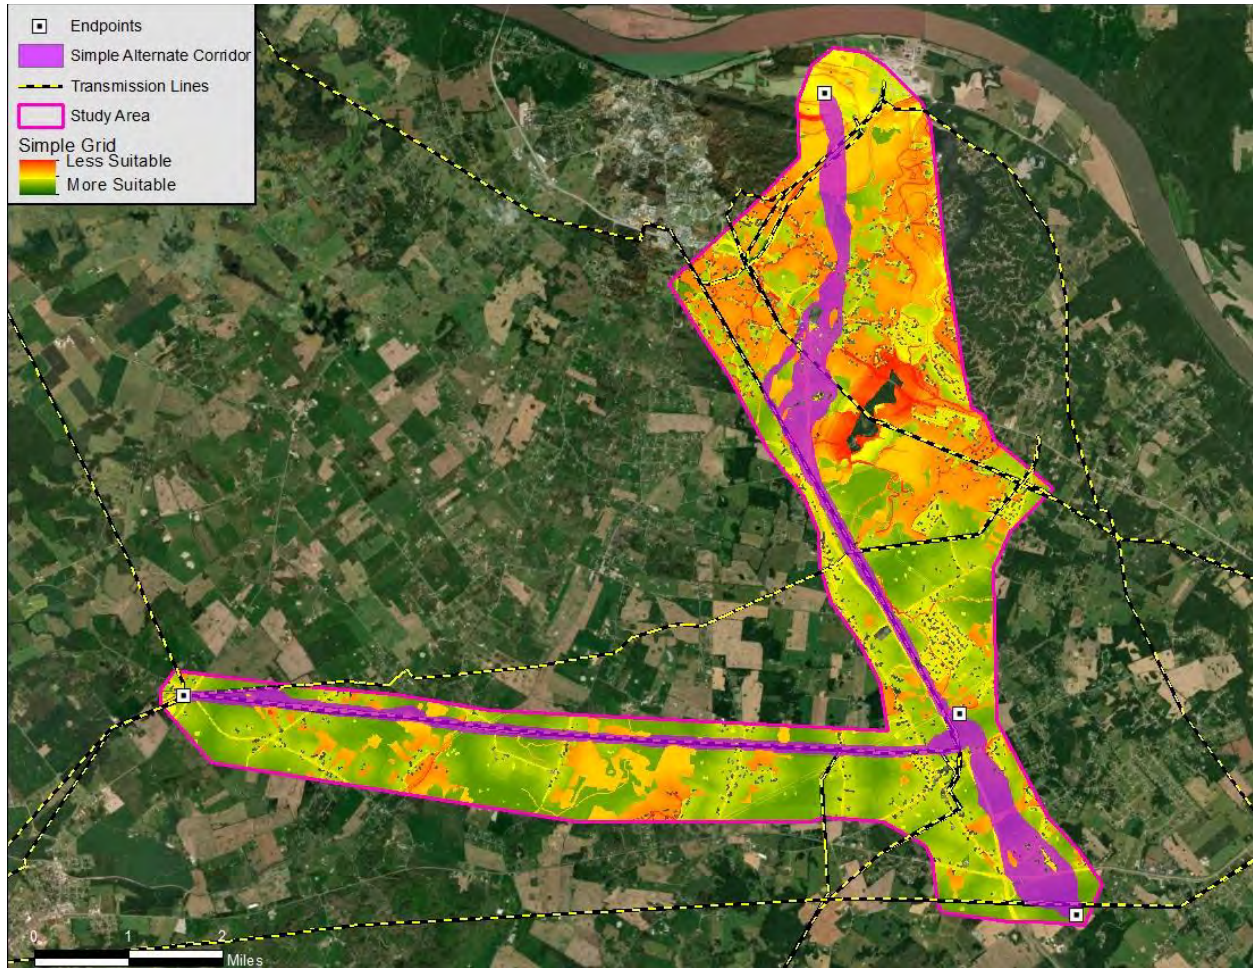 Endpoints
Simple Alternate Corridor
Transmission Lines
Study Area
Simple Grid
Less Suitable
More Suitable
0 1 2
Miles